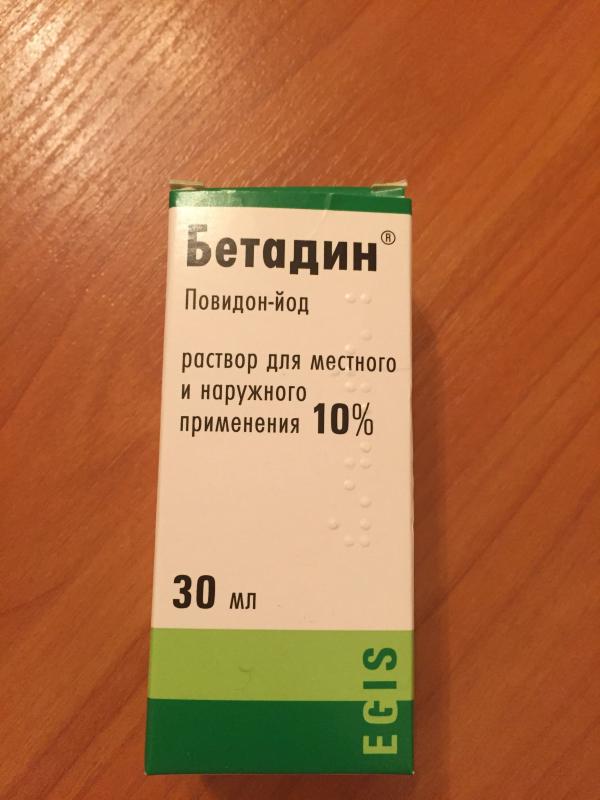 Бетадин®
Повидон-йод
раствор для местного
и наружного
применения 10%
30 мл
EGIS